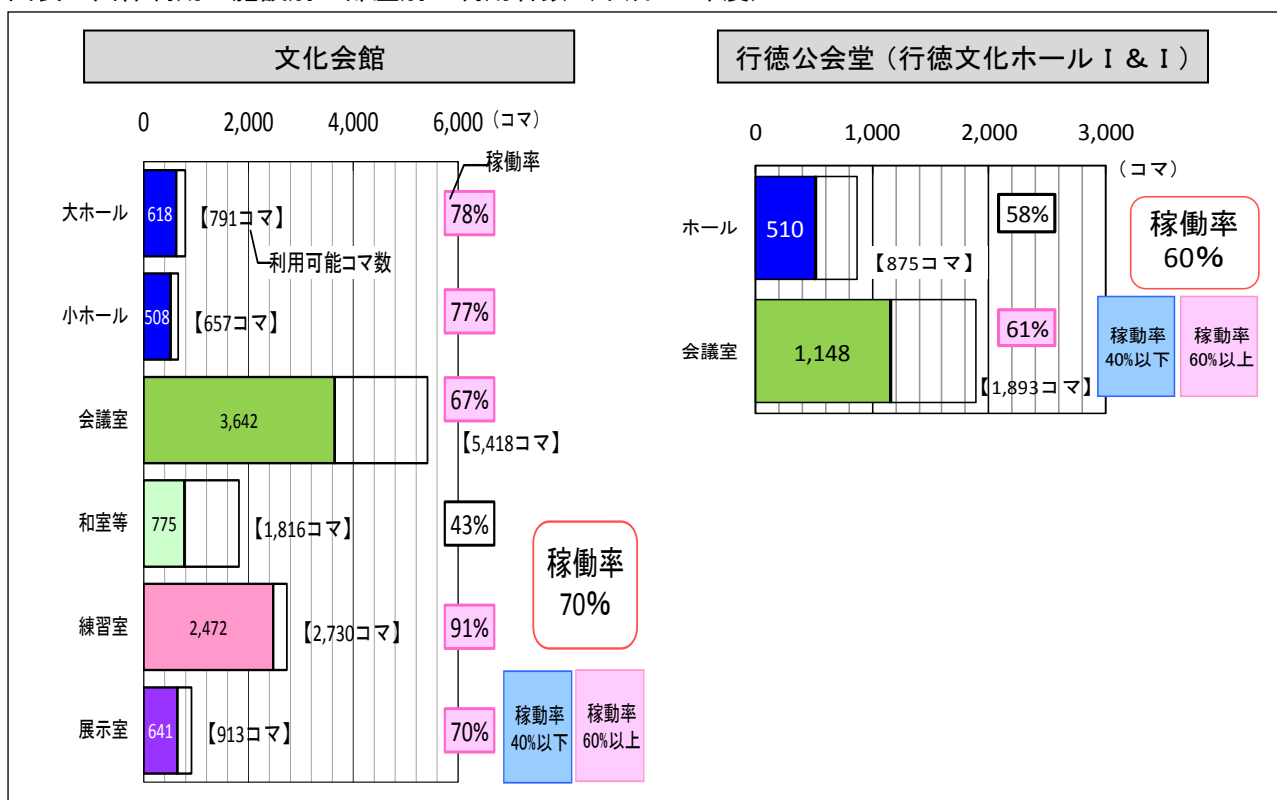 文化会館
0 2,000 4,000 6,000 (コマ)
稼働率
大ホール 618 【791コマ】 78%
利用可能コマ数
小ホール 508 【657コマ】 77%
会議室 3,642 67%
【5,418コマ】
和室等 775 【1,816コマ】 43%
稼働率
70%
練習室 2,472 【2,730コマ】 91%
展示室 641 【913コマ】 70%
稼動率
40%以下
稼動率
60%以上
行徳公会堂（行徳文化ホールＩ＆Ｉ）
0 1,000 2,000 3,000
（コマ）
ホール 510 58%
【875コマ】
稼働率
60%
会議室 1,148 61%
【1,893コマ】
稼動率
40%以下
稼動率
60%以上